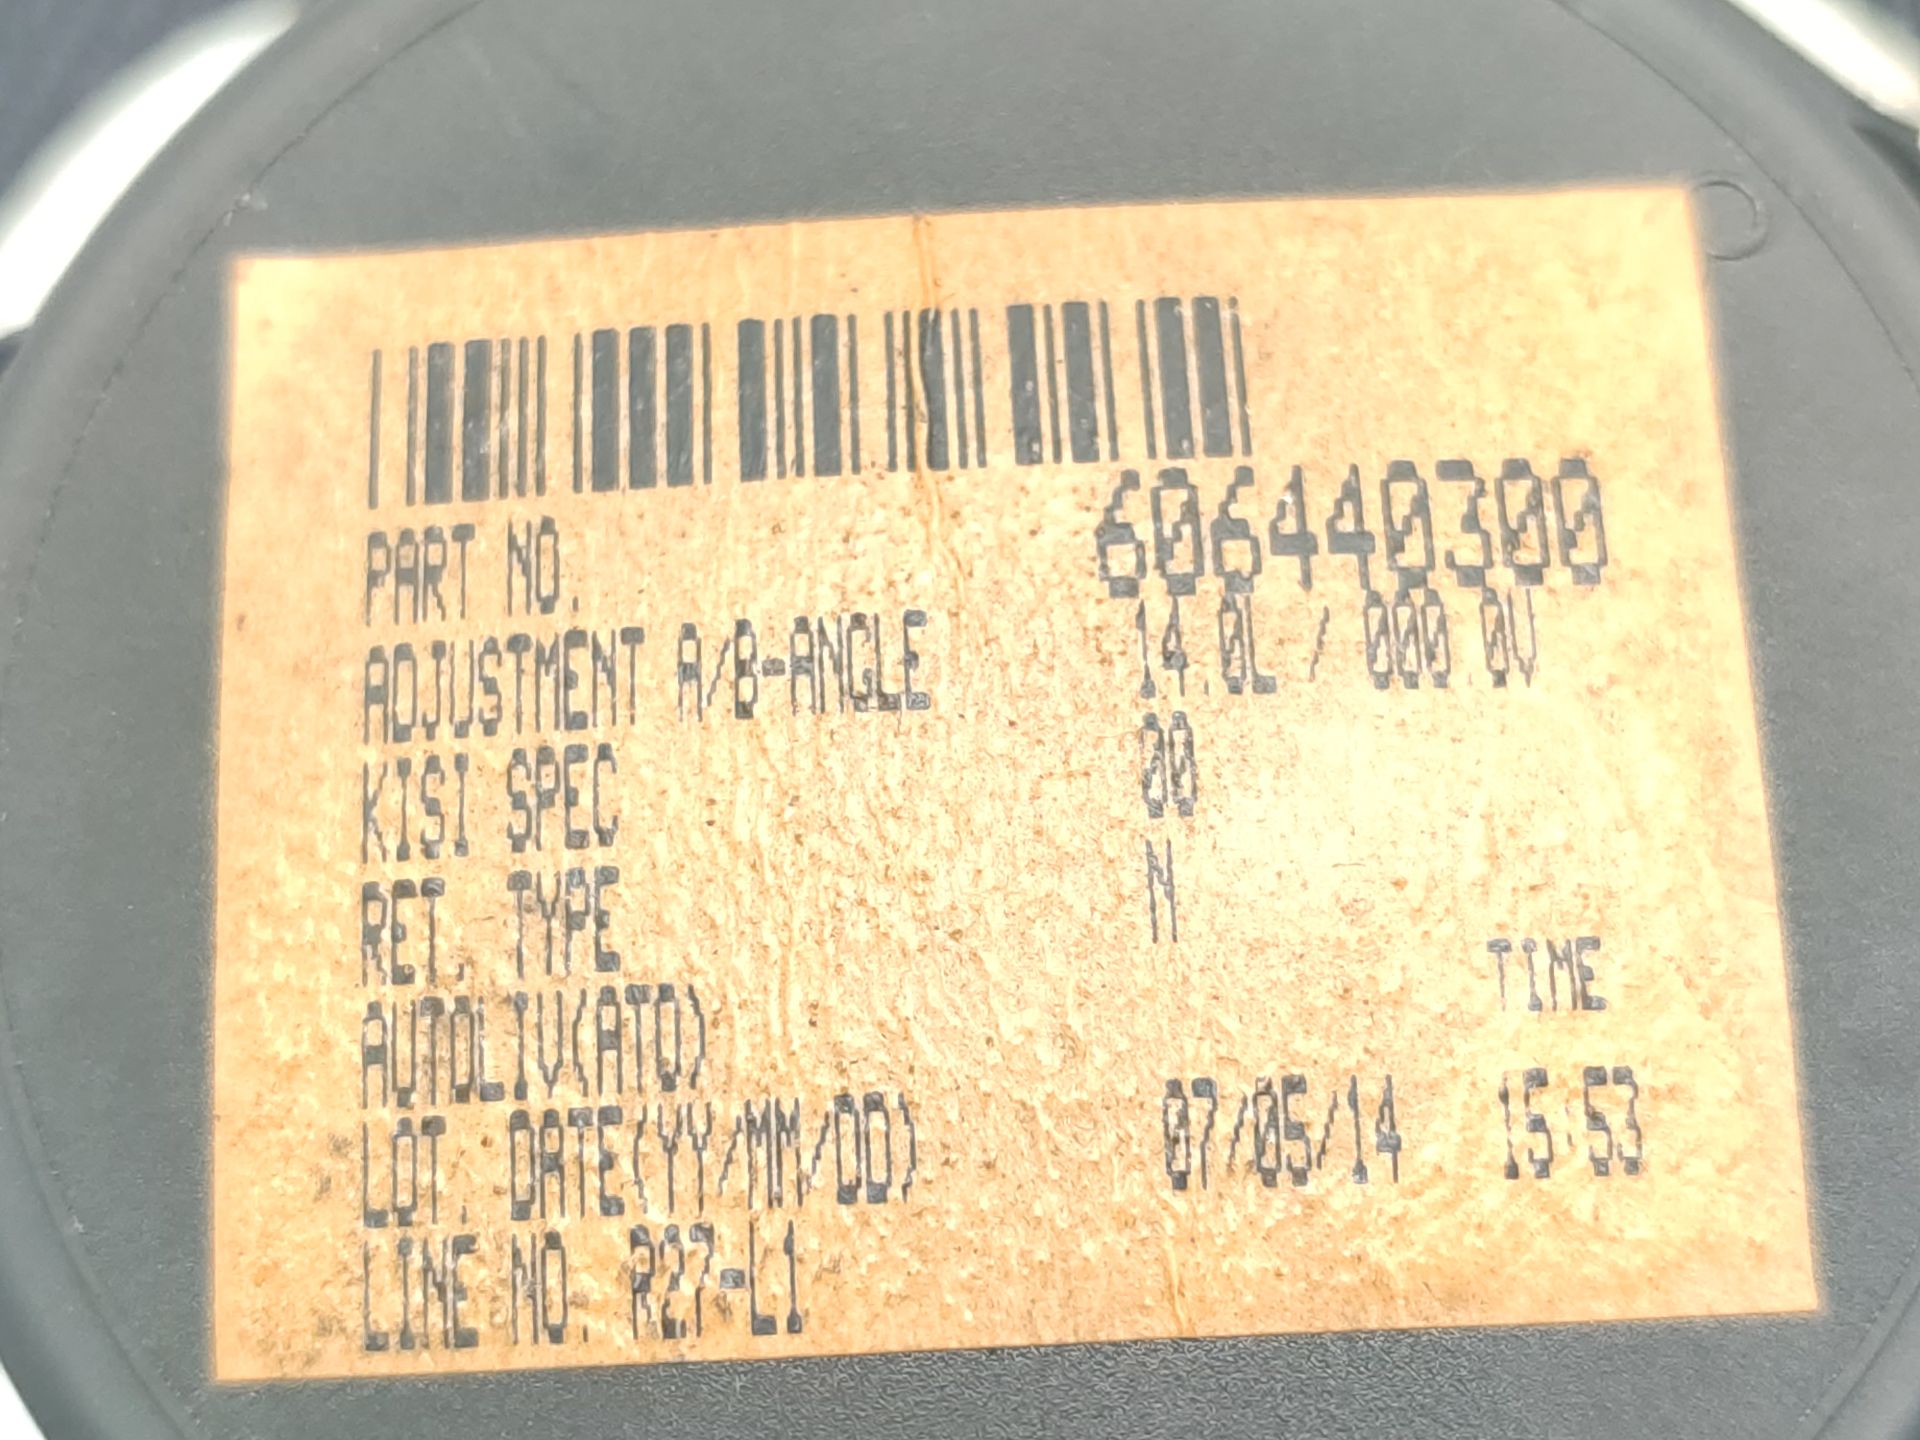 PART NO. 606440300
ADJUSTMENT A/B-ANGLE 14.0L / 000.0V
KISI SPEC 00
RET. TYPE N
AUTOLIV(ATO) TIME
LOT. DATE(YY/MM/DD) 07/05/14 15:53
LINE NO. R27-L1